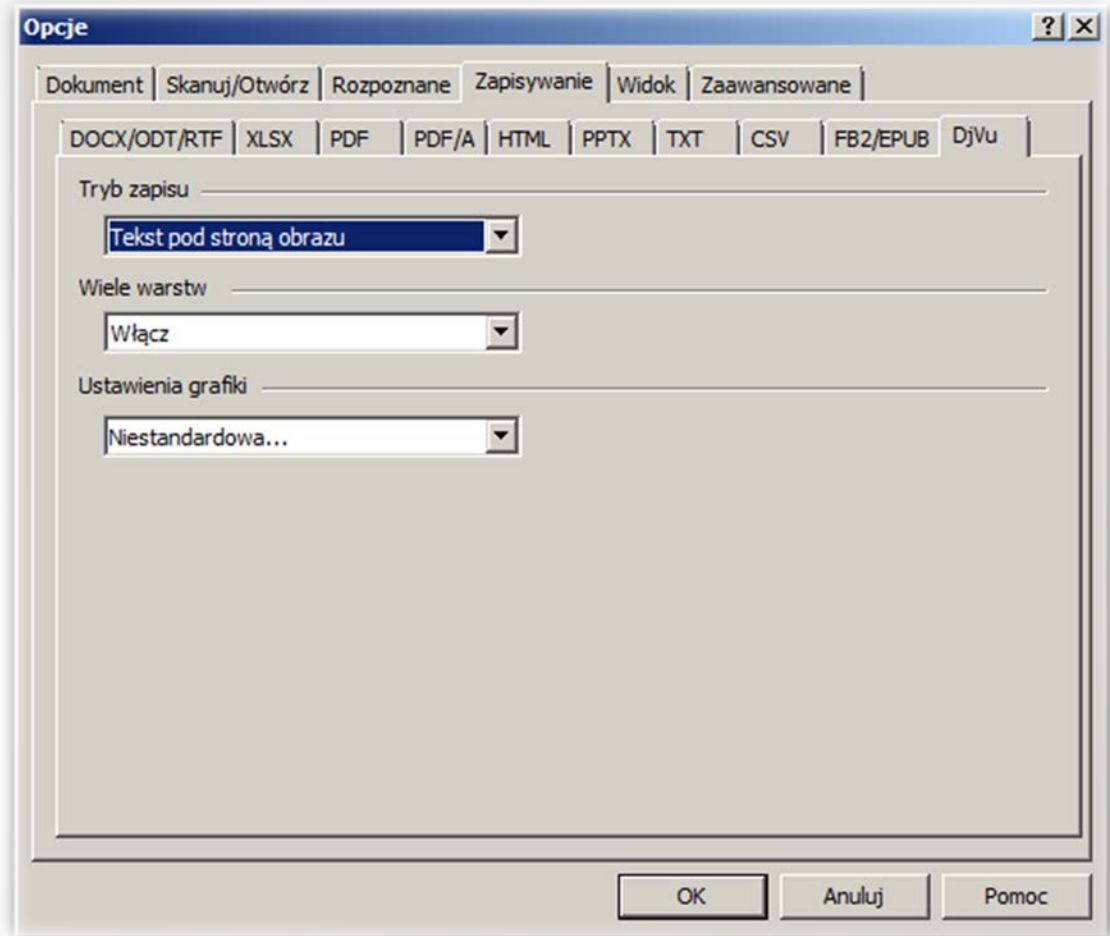 Opcje
Dokument Skanuj/Otwórz Rozpoznane Zapisywanie Widok Zaawansowane
DOCX/ODT/RTF XLSX PDF PDF/A HTML PPTX TXT CSV FB2/EPUB DjVu
Tryb zapisu
Tekst pod stroną obrazu
Wiele warstw
Włącz
Ustawienia grafiki
Niestandardowa...
OK Anuluj Pomoc